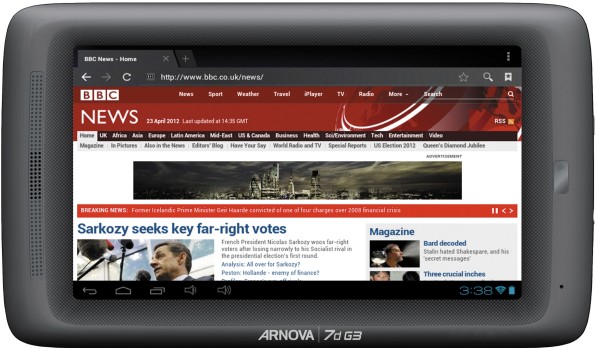 BBC News - Home
http://www.bbc.co.uk/news/
BBC News Sport Weather Travel iPlayer TV Radio More Search
NEWS
23 April 2012 Last updated at 14:35 GMT
RSS
Home UK Africa Asia Europe Latin America Mid-East US & Canada Business Health Sci/Environment Tech Entertainment Video
Magazine In Pictures Also in the News Editors' Blog Have Your Say World Radio and TV Special Reports US Election 2012 Queen's Diamond Jubilee
ADVERTISEMENT
BREAKING NEWS: Former Icelandic Prime Minister Geir Haarde convicted of one of four charges over 2008 financial crisis
Sarkozy seeks key far-right votes
French President Nicolas Sarkozy woos far-right
voters after losing narrowly to his Socialist rival in
the presidential election's first round.
Analysis: All over for Sarkozy?
Peston: Hollande - enemy of finance?
Magazine
Bard decoded
Stalin hated Shakespeare, and his
'secret messages'
Three crucial inches
3:38
ARNOVA 7d G3